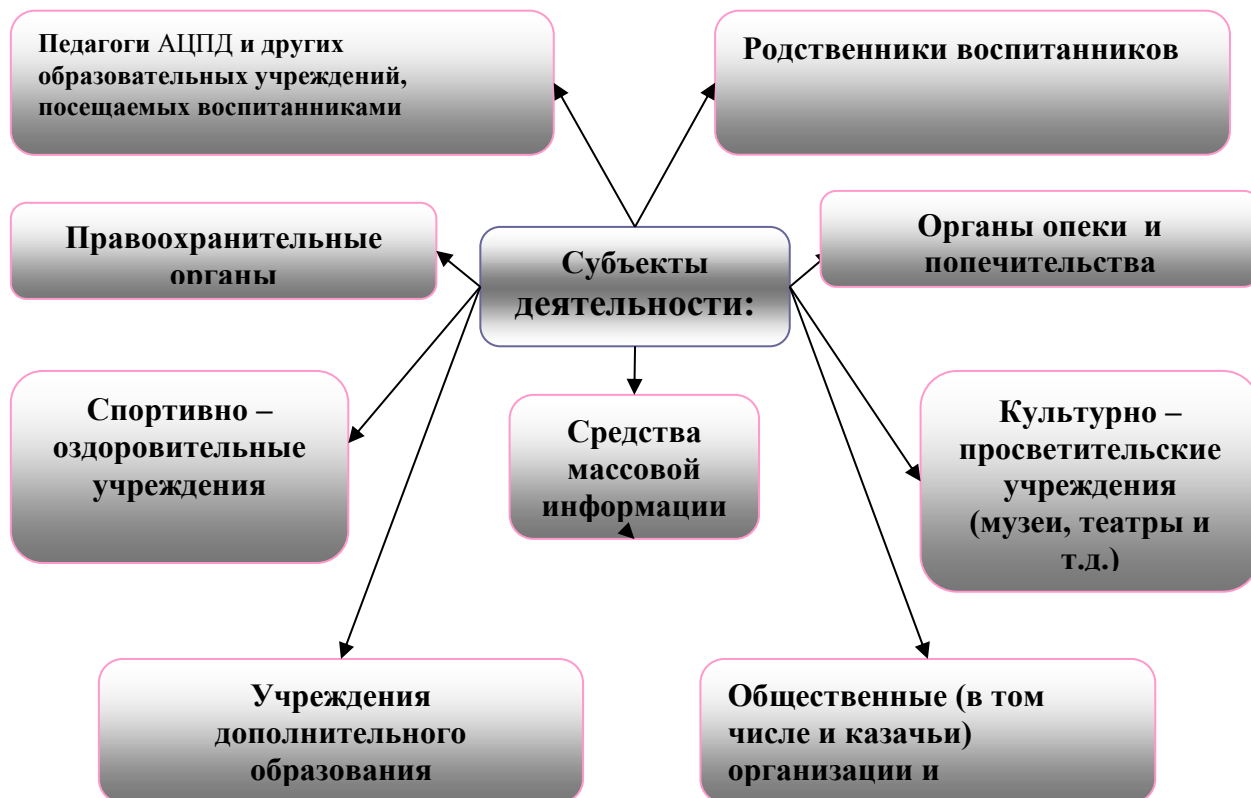 Педагоги АЦПД и других
образовательных учреждений,
посещаемых воспитанниками
Родственники воспитанников
Правоохранительные
органы
Субъекты
деятельности:
Органы опеки и
попечительства
Спортивно –
оздоровительные
учреждения
Средства
массовой
информации
Культурно –
просветительские
учреждения
(музеи, театры и
т.д.)
Учреждения
дополнительного
образования
Общественные (в том
числе и казачьи)
организации и